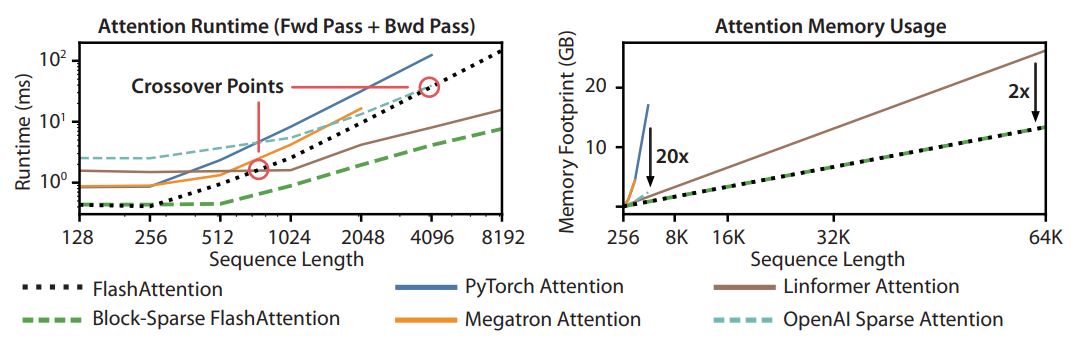 Attention Runtime (Fwd Pass + Bwd Pass)
Runtime (ms)
10²
10¹
10⁰
Crossover Points
128 256 512 1024 2048 4096 8192
Sequence Length
Attention Memory Usage
Memory Footprint (GB)
20
10
20x
2x
256 8K 16K 32K 64K
Sequence Length
FlashAttention
PyTorch Attention
Linformer Attention
Block-Sparse FlashAttention
Megatron Attention
OpenAI Sparse Attention